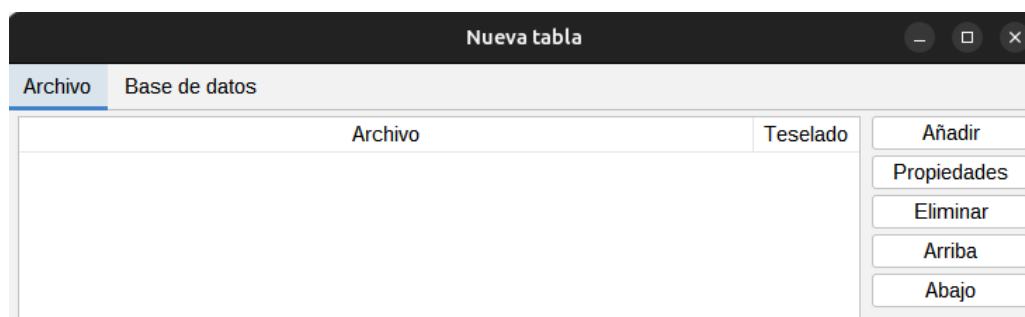 Nueva tabla
Archivo Base de datos
Archivo Teselado Añadir
Propiedades
Eliminar
Arriba
Abajo